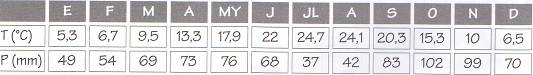 E F M A MY J JL A S O N D
T (°C) 5,3 6,7 9,5 13,3 17,9 22 24,7 24,1 20,3 15,3 10 6,5
P (mm) 49 54 69 73 76 68 37 42 83 102 99 70